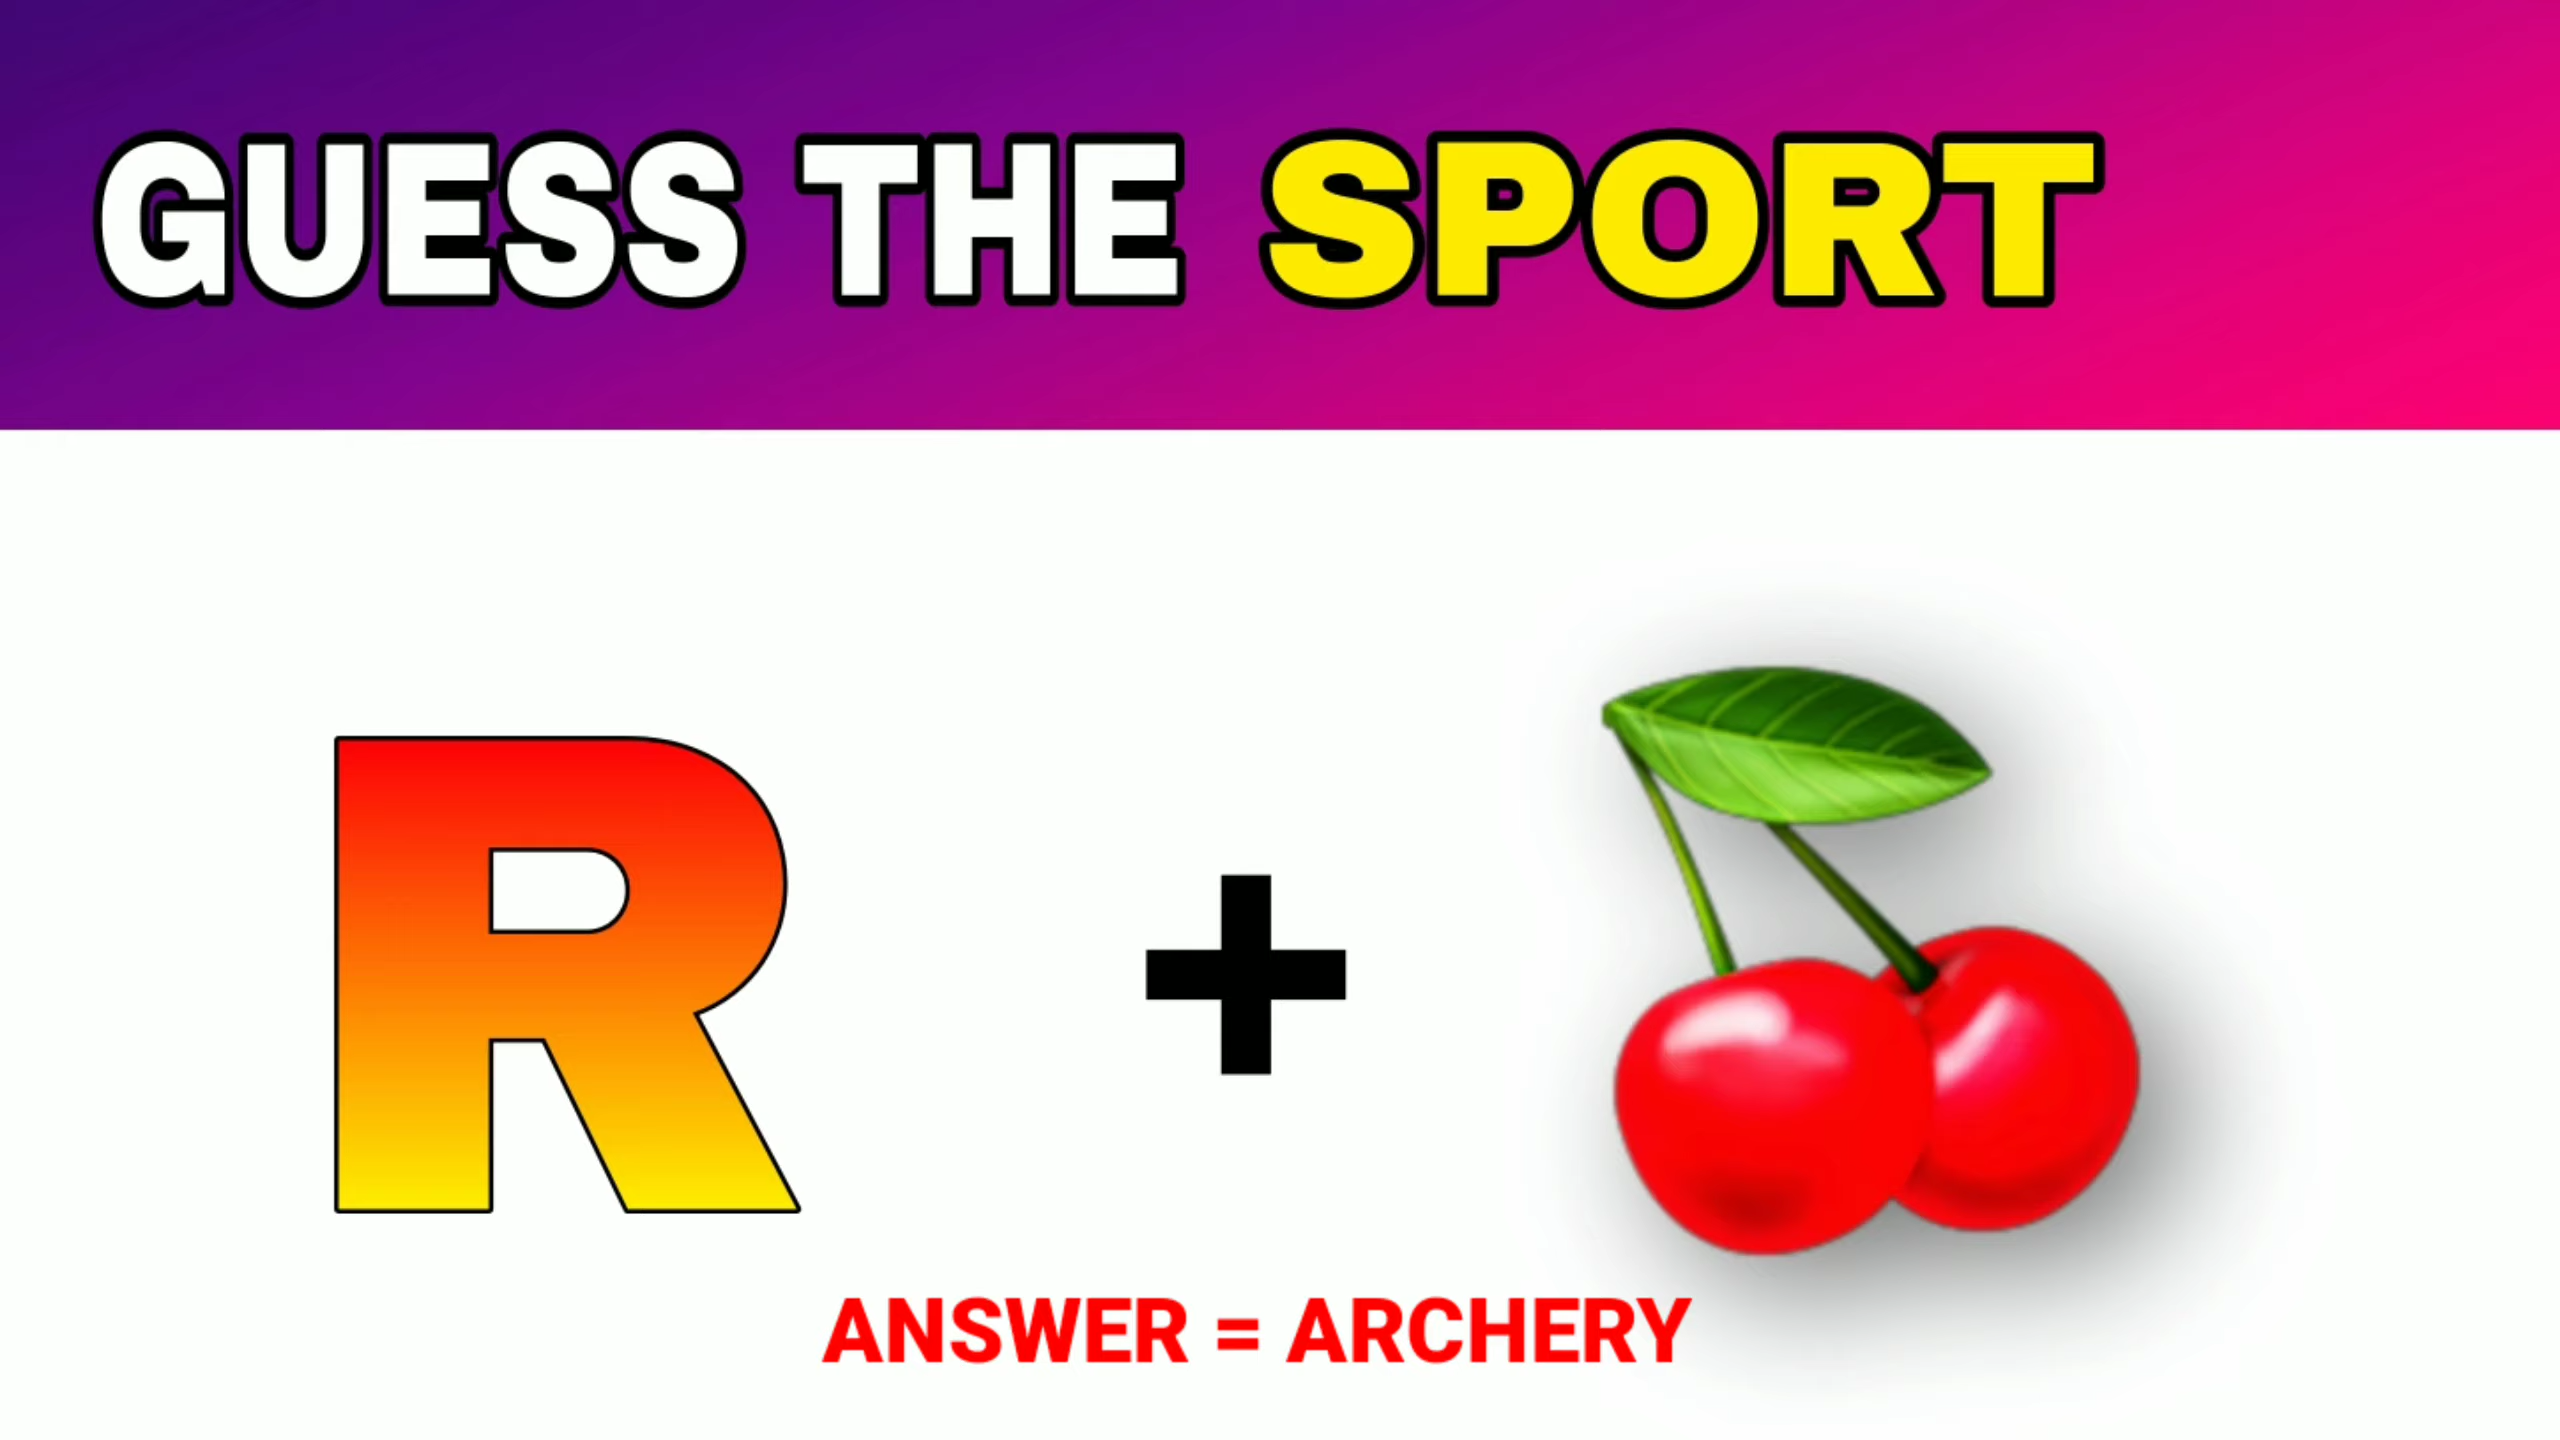 GUESS THE SPORT
R +
ANSWER = ARCHERY